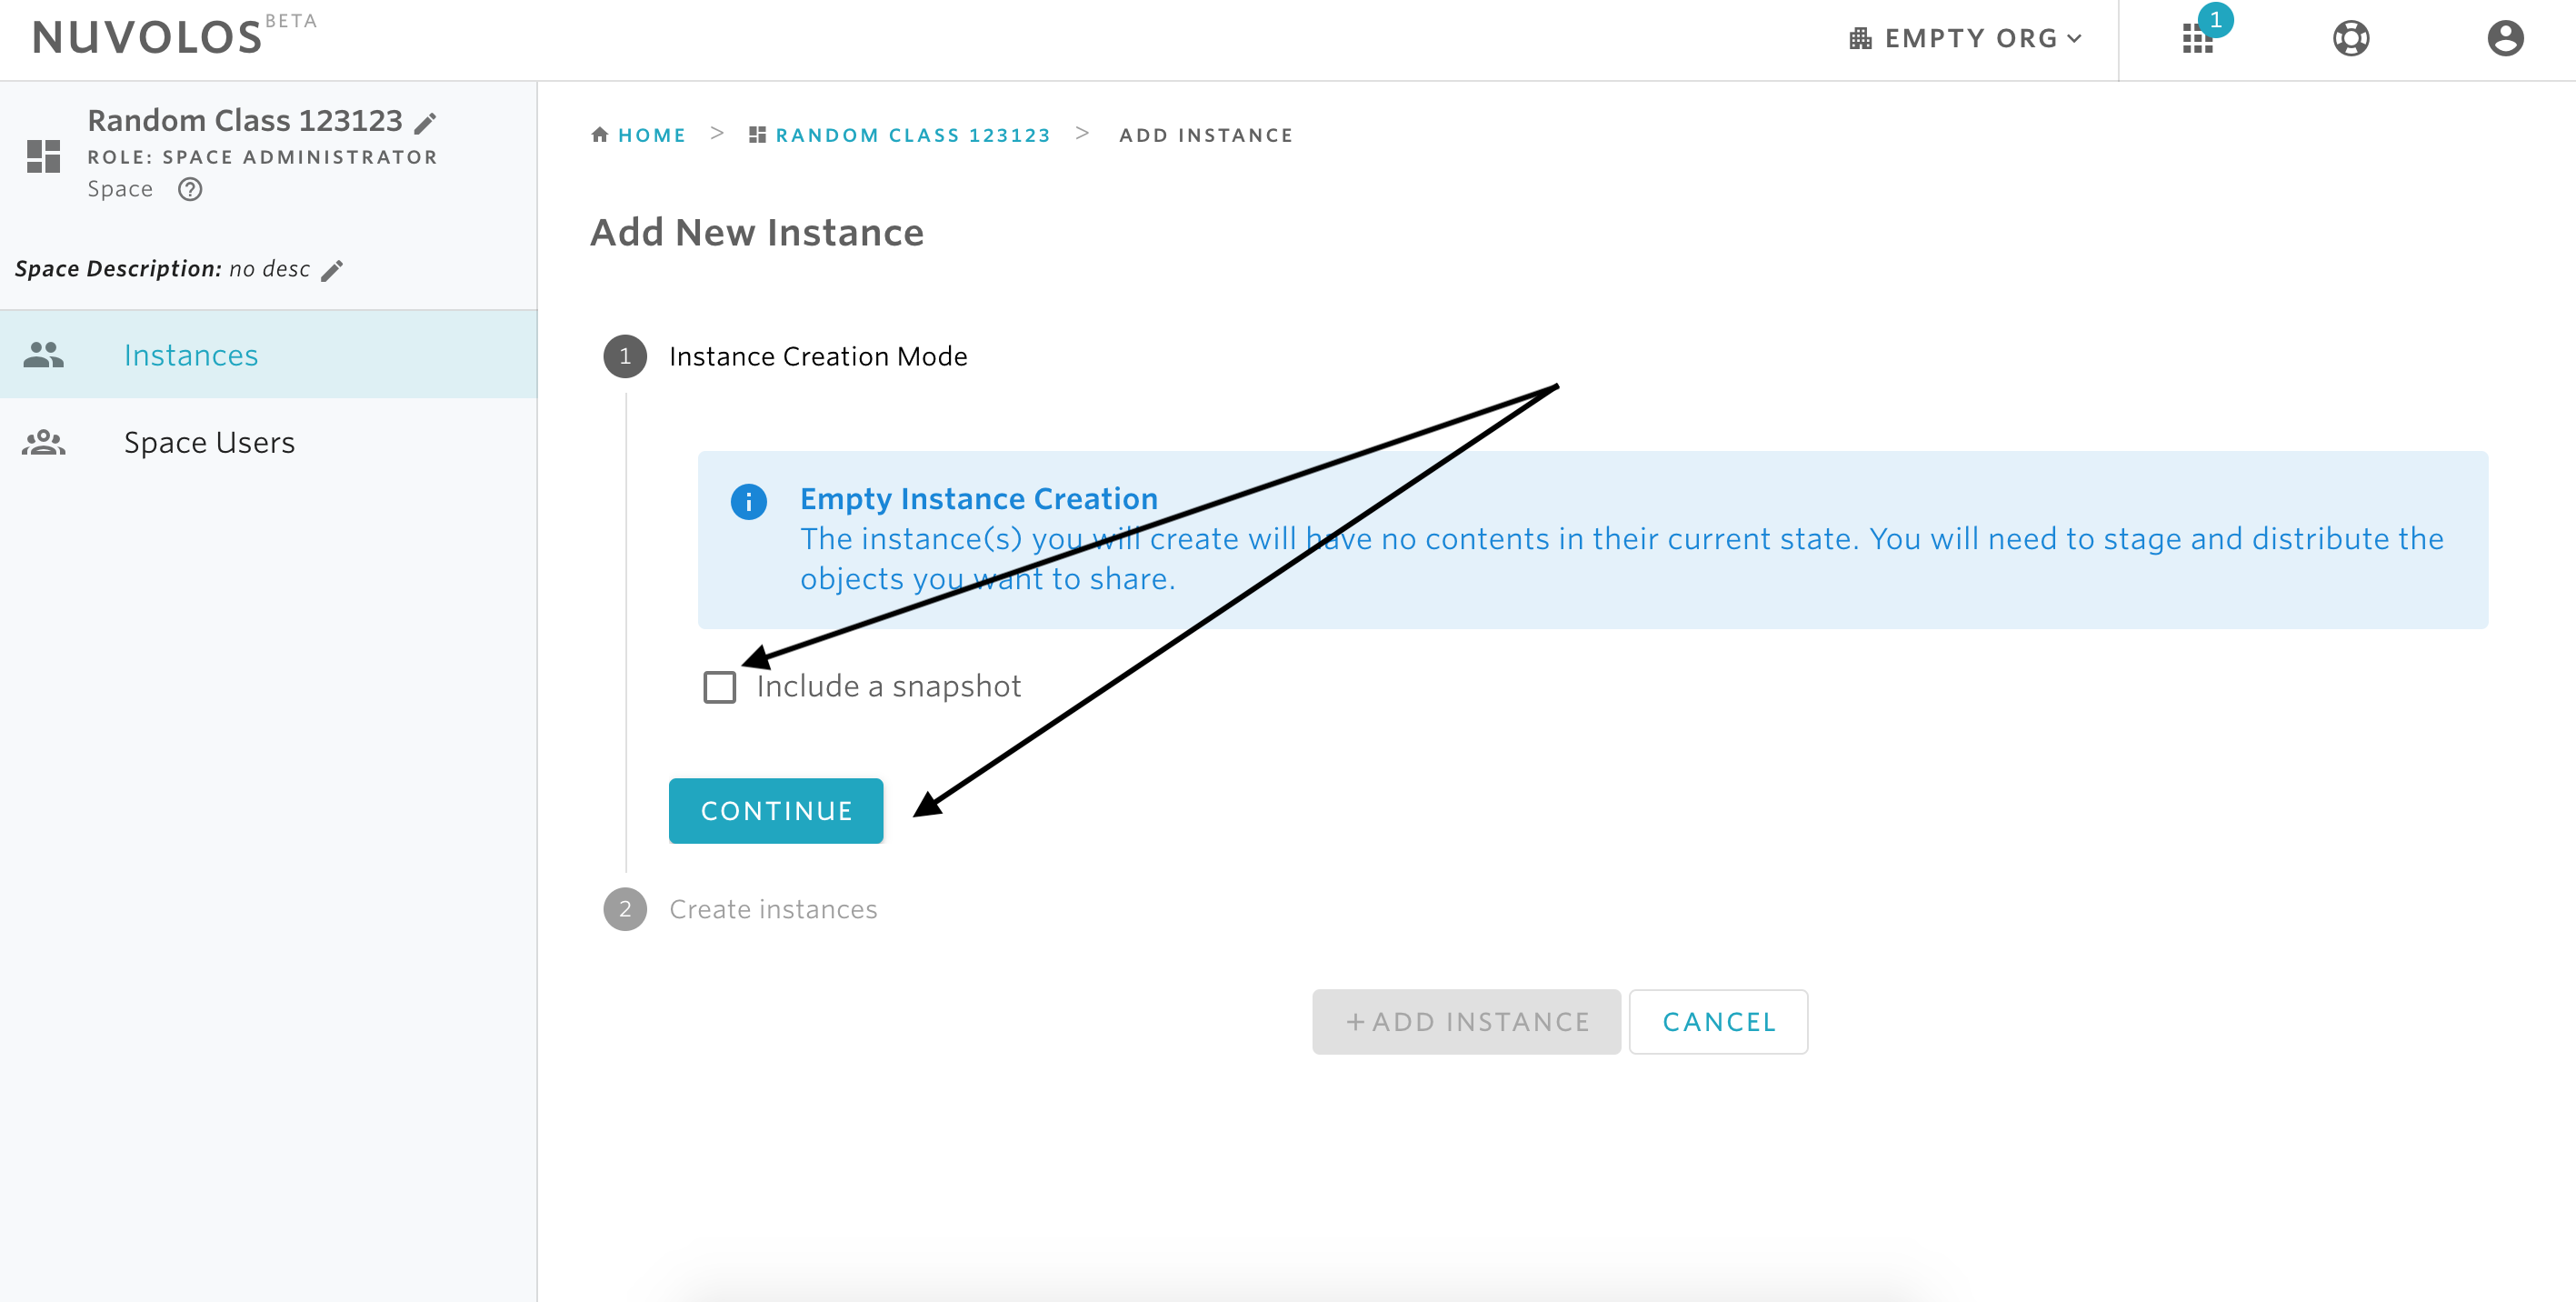 NUVOLOS BETA
EMPTY ORG
1
Random Class 123123
ROLE: SPACE ADMINISTRATOR
Space ?
Space Description: no desc
Instances
Space Users
HOME > RANDOM CLASS 123123 > ADD INSTANCE
Add New Instance
1 Instance Creation Mode
i Empty Instance Creation
The instance(s) you will create will have no contents in their current state. You will need to stage and distribute the
objects you want to share.
Include a snapshot
CONTINUE
2 Create instances
+ ADD INSTANCE CANCEL